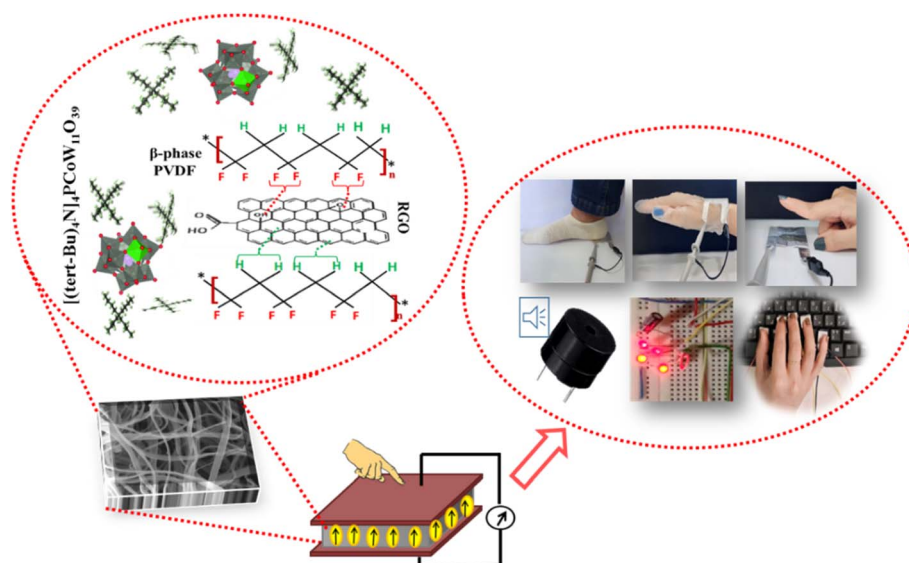 [(tert-Bu)₄N]₄PCoW₁₁O₃₉
H H H H H H
* [ β-phase PVDF ]ₙ *
F F F F F F
OH
O
HO
RGO
H H H H H H
* [ ]ₙ *
F F F F F F